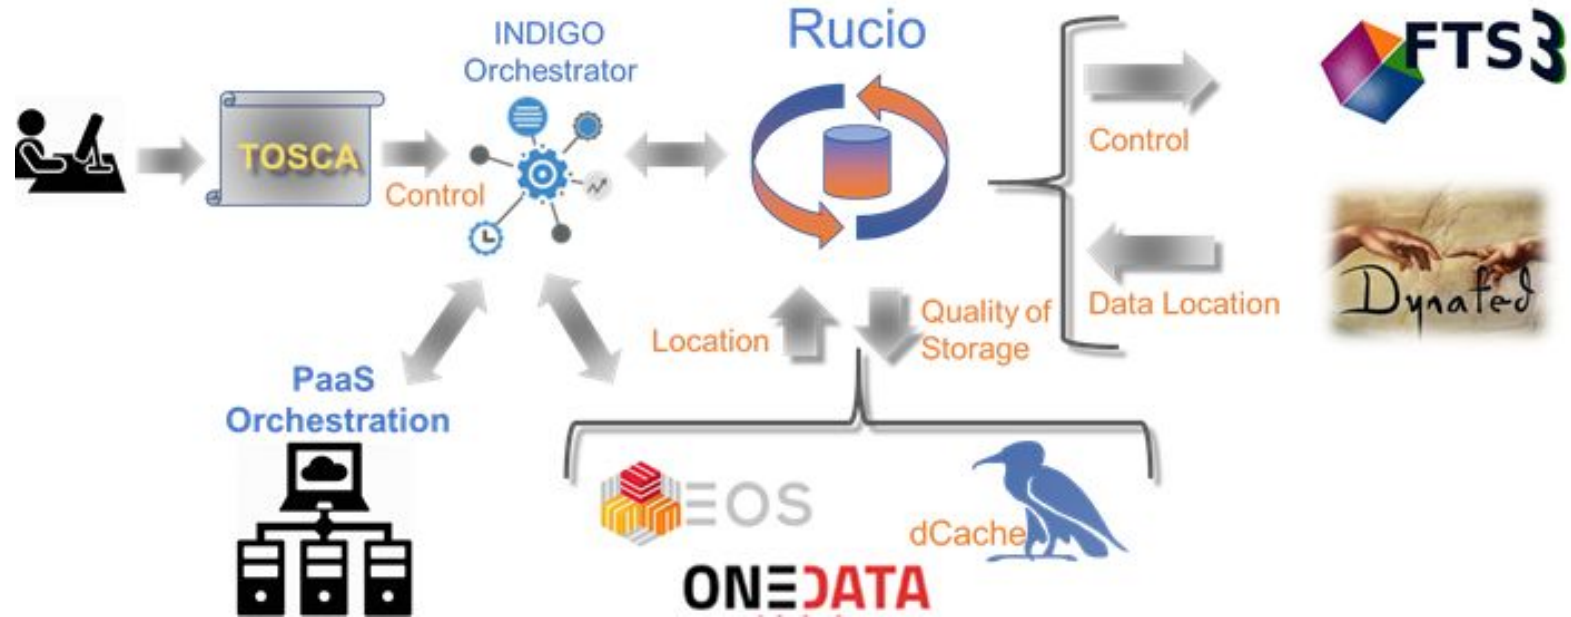 INDIGO
Orchestrator
Rucio
FTS3
TOSCA
Control
Control
Location
Quality of
Storage
Data Location
Dynafed
PaaS
Orchestration
EOS
dCache
ONEDATA